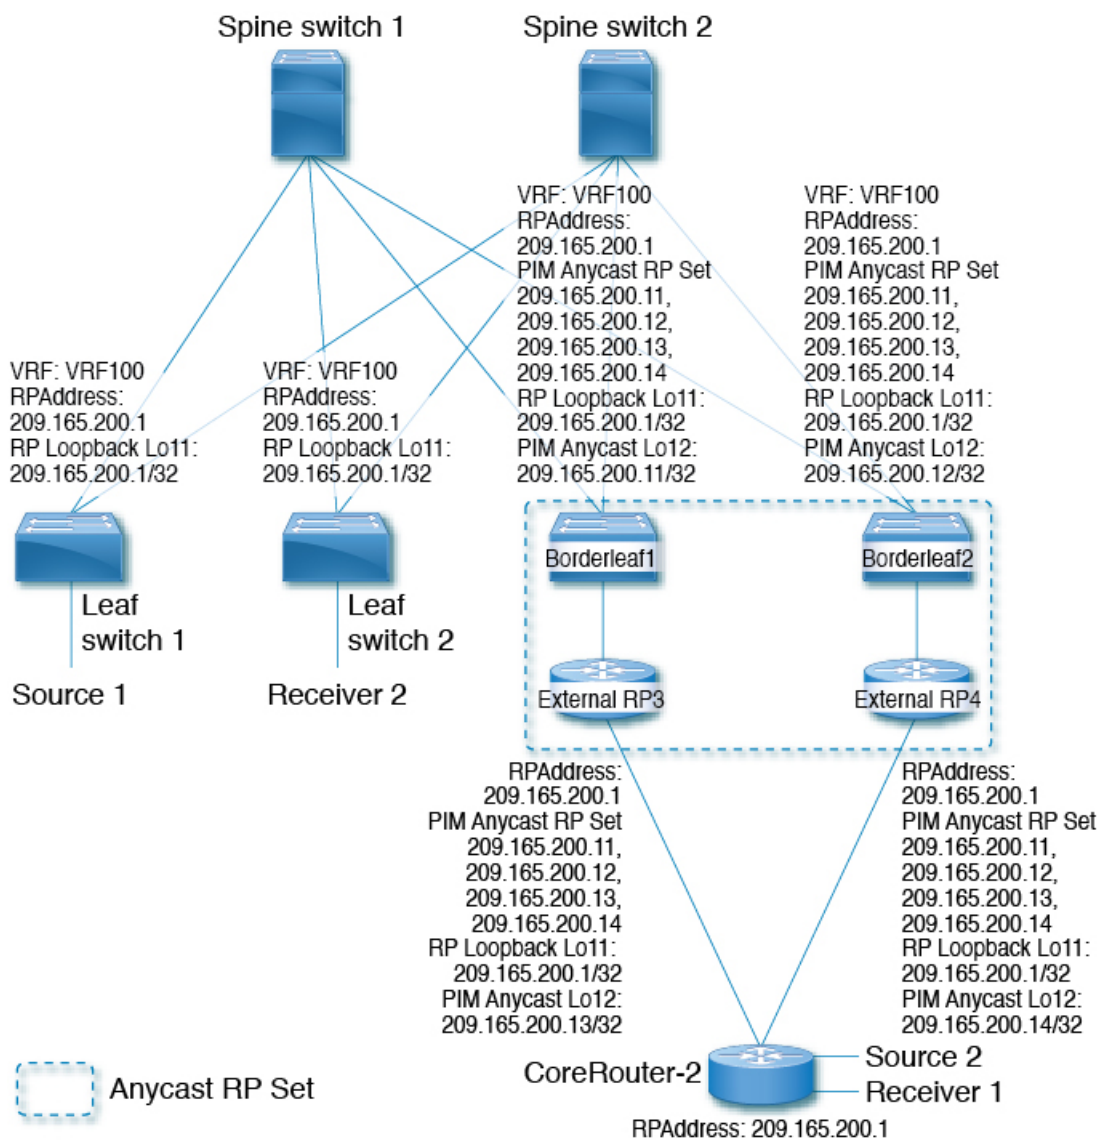 Spine switch 1
Spine switch 2
VRF: VRF100
RPAddress:
209.165.200.1
PIM Anycast RP Set
209.165.200.11,
209.165.200.12,
209.165.200.13,
209.165.200.14
RP Loopback Lo11:
209.165.200.1/32
PIM Anycast Lo12:
209.165.200.11/32
VRF: VRF100
RPAddress:
209.165.200.1
PIM Anycast RP Set
209.165.200.11,
209.165.200.12,
209.165.200.13,
209.165.200.14
RP Loopback Lo11:
209.165.200.1/32
PIM Anycast Lo12:
209.165.200.12/32
VRF: VRF100
RPAddress:
209.165.200.1
RP Loopback Lo11:
209.165.200.1/32
VRF: VRF100
RPAddress:
209.165.200.1
RP Loopback Lo11:
209.165.200.1/32
Borderleaf1
Borderleaf2
Leaf
switch 1
Leaf
switch 2
Source 1
Receiver 2
External RP3
External RP4
RPAddress:
209.165.200.1
PIM Anycast RP Set
209.165.200.11,
209.165.200.12,
209.165.200.13,
209.165.200.14
RP Loopback Lo11:
209.165.200.1/32
PIM Anycast Lo12:
209.165.200.13/32
RPAddress:
209.165.200.1
PIM Anycast RP Set
209.165.200.11,
209.165.200.12,
209.165.200.13,
209.165.200.14
RP Loopback Lo11:
209.165.200.1/32
PIM Anycast Lo12:
209.165.200.14/32
Anycast RP Set
CoreRouter-2
Source 2
Receiver 1
RPAddress: 209.165.200.1